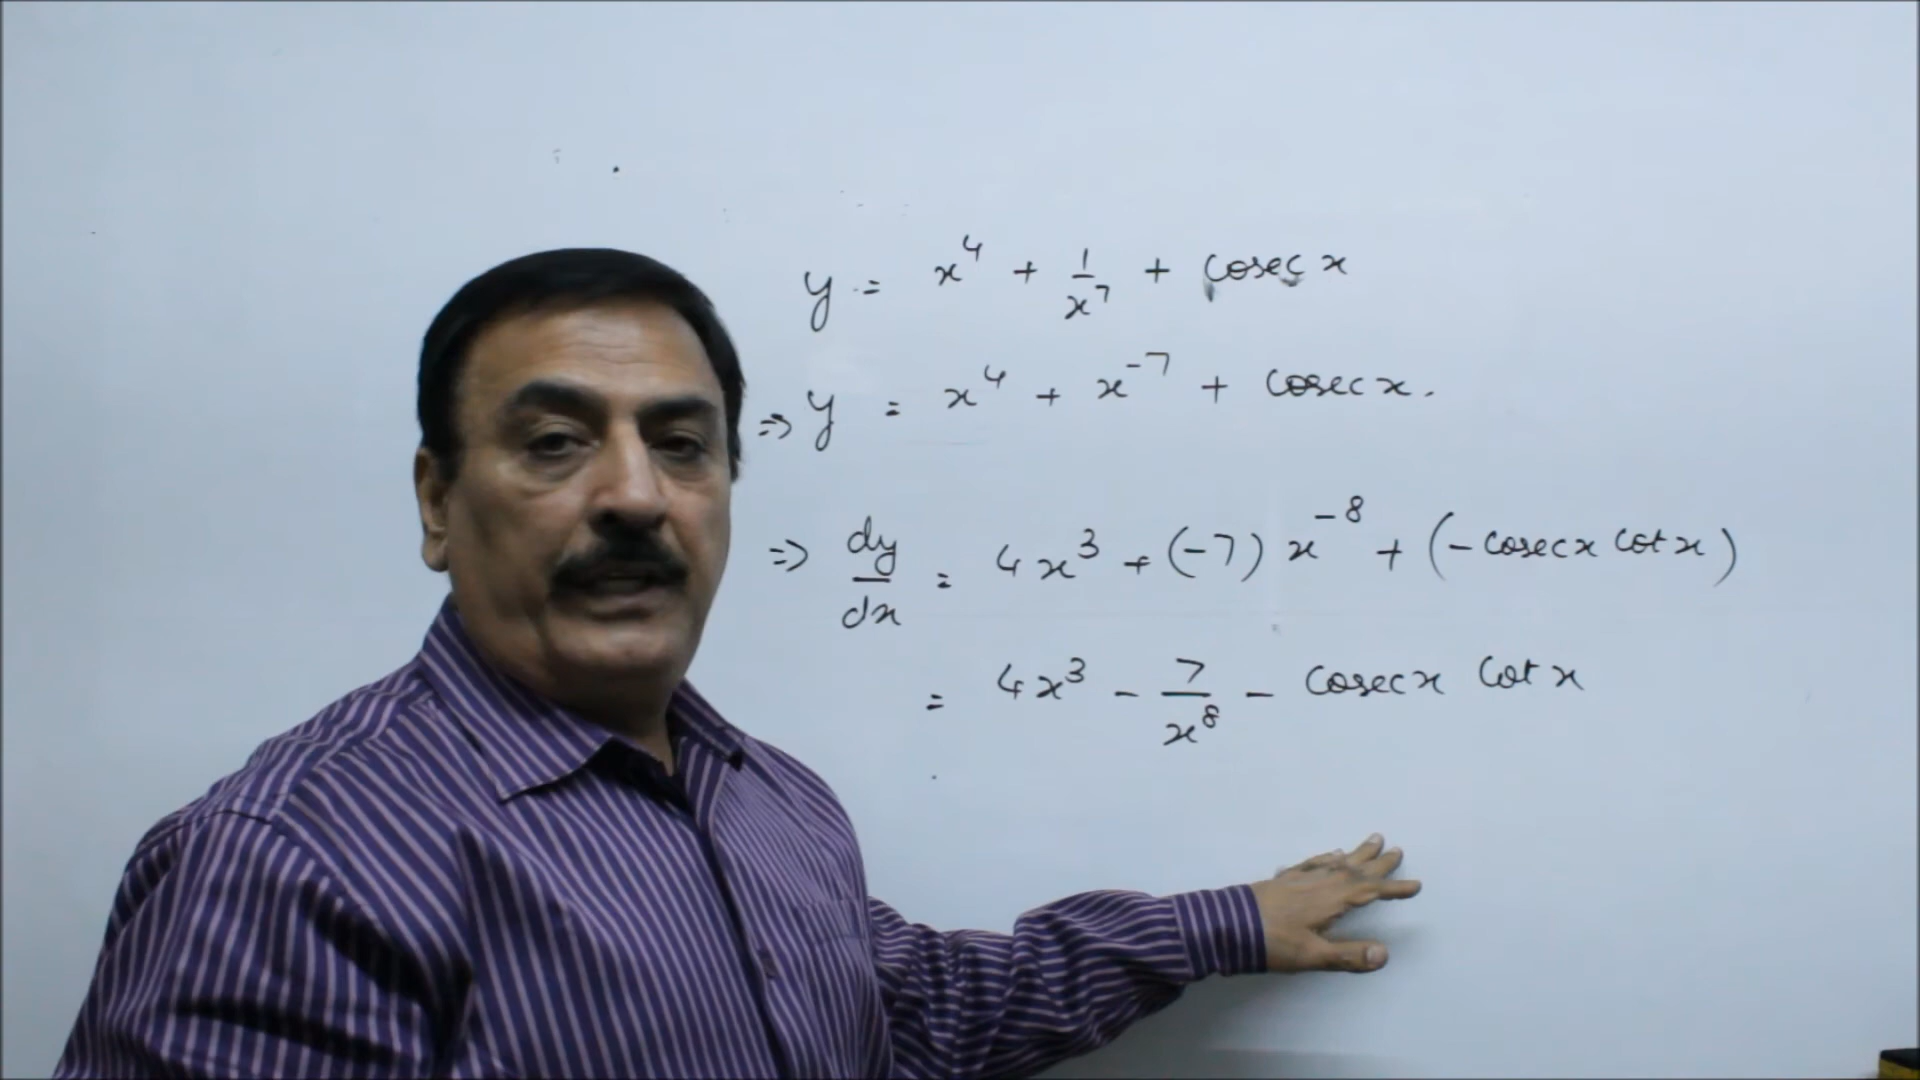 y = x⁴ + 1/x⁷ + cosec x
⇒ y = x⁴ + x⁻⁷ + cosec x.
⇒ dy/dx = 4x³ + (-7) x⁻⁸ + (-cosec x cot x)
= 4x³ - 7/x⁸ - cosec x cot x